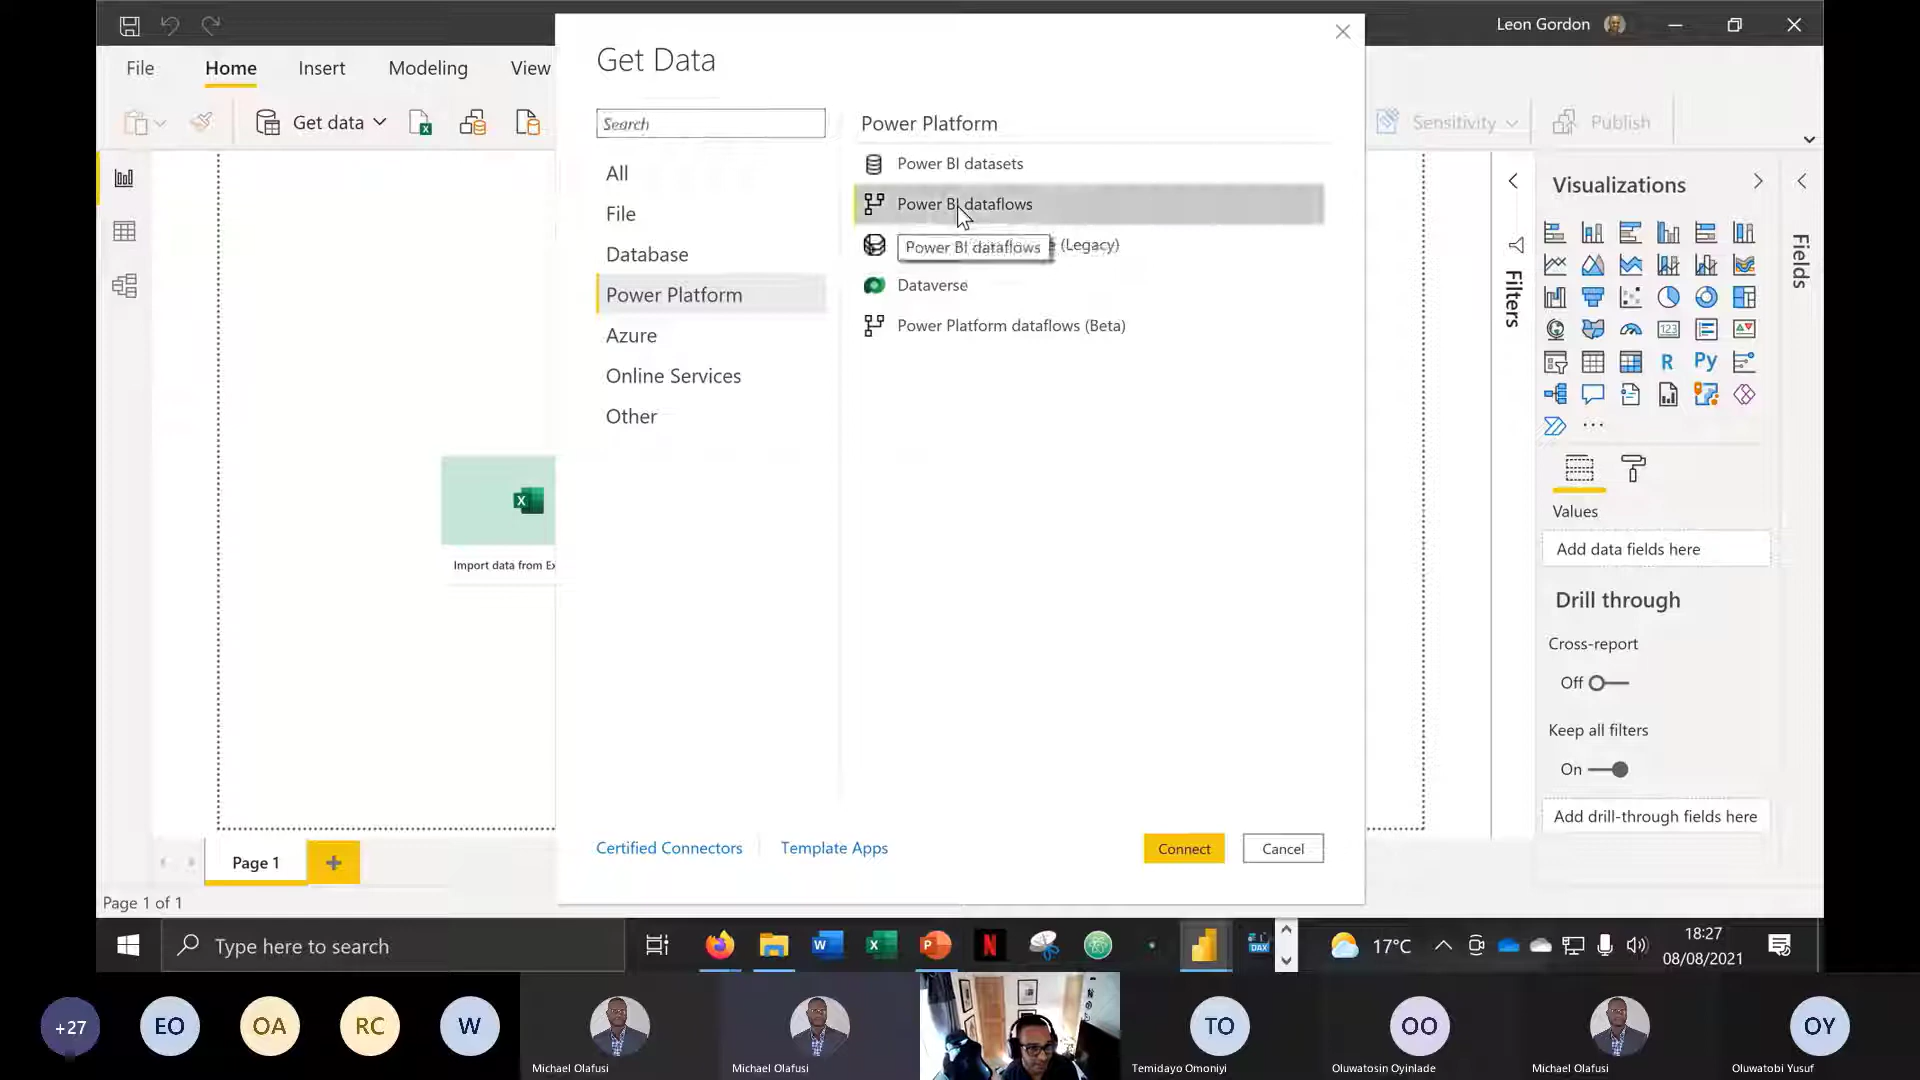 Leon Gordon
File
Home
Insert
Modeling
View
Get data
Sensitivity
Publish
Get Data
Search
All
File
Database
Power Platform
Azure
Online Services
Other
Power Platform
Power BI datasets
Power BI dataflows
Power BI dataflows
(Legacy)
Dataverse
Power Platform dataflows (Beta)
Certified Connectors
Template Apps
Connect
Cancel
Import data from Ex
Filters
Visualizations
123
R
Py
Values
Add data fields here
Drill through
Cross-report
Off
Keep all filters
On
Add drill-through fields here
Fields
Page 1
Page 1 of 1
Type here to search
DAX
17°C
18:27
08/08/2021
+27
EO
OA
RC
W
Michael Olafusi
Michael Olafusi
TO
Temidayo Omoniyi
OO
Oluwatosin Oyinlade
Michael Olafusi
OY
Oluwatobi Yusuf